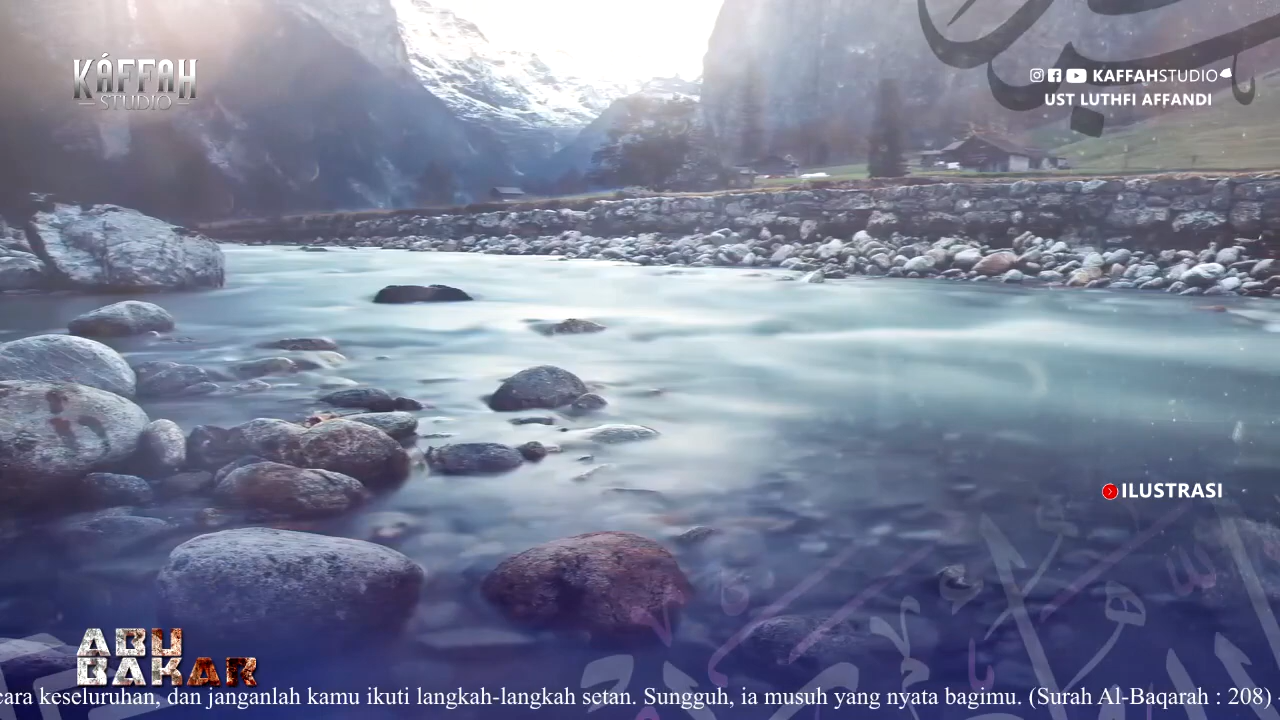 KÁFFAH
STUDIO
KAFFAHSTUDIO
UST LUTHFI AFFANDI
ILUSTRASI
ABU
BAKAR
keseluruhan, dan janganlah kamu ikuti langkah-langkah setan. Sungguh, ia musuh yang nyata bagimu. (Surah Al-Baqarah : 208)